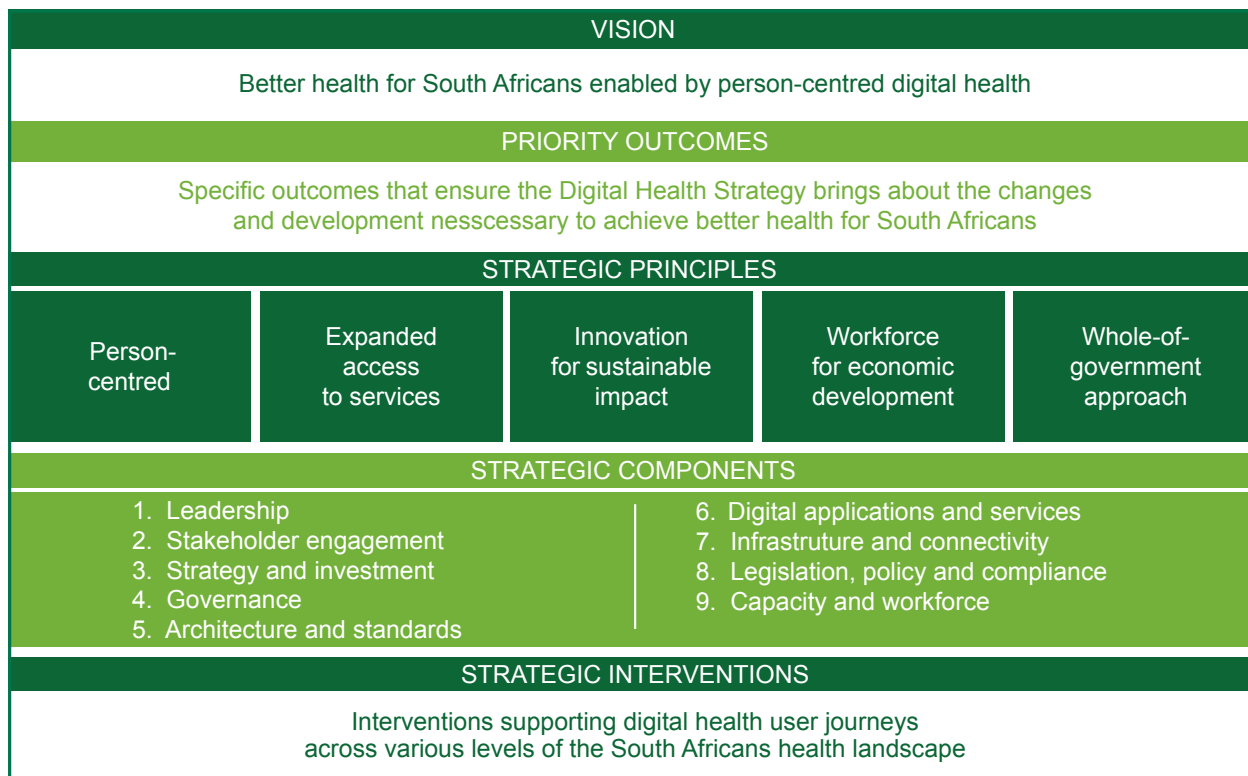 VISION
Better health for South Africans enabled by person-centred digital health
PRIORITY OUTCOMES
Specific outcomes that ensure the Digital Health Strategy brings about the changes
and development nesscessary to achieve better health for South Africans
STRATEGIC PRINCIPLES
Person-
centred
Expanded
access
to services
Innovation
for sustainable
impact
Workforce
for economic
development
Whole-of-
government
approach
STRATEGIC COMPONENTS
1. Leadership
2. Stakeholder engagement
3. Strategy and investment
4. Governance
5. Architecture and standards
6. Digital applications and services
7. Infrastruture and connectivity
8. Legislation, policy and compliance
9. Capacity and workforce
STRATEGIC INTERVENTIONS
Interventions supporting digital health user journeys
across various levels of the South Africans health landscape